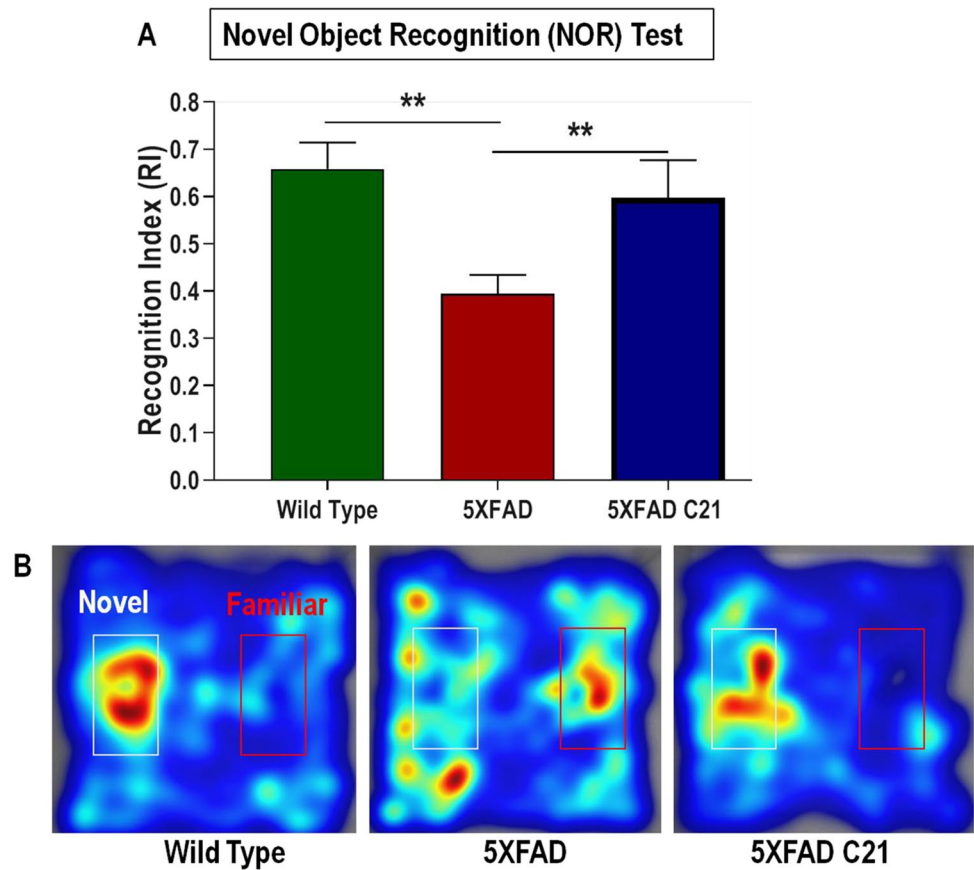 A
Novel Object Recognition (NOR) Test
Recognition Index (RI)
0.8
0.7
0.6
0.5
0.4
0.3
0.2
0.1
0.0
**
**
Wild Type
5XFAD
5XFAD C21
B
Novel
Familiar
Wild Type
5XFAD
5XFAD C21